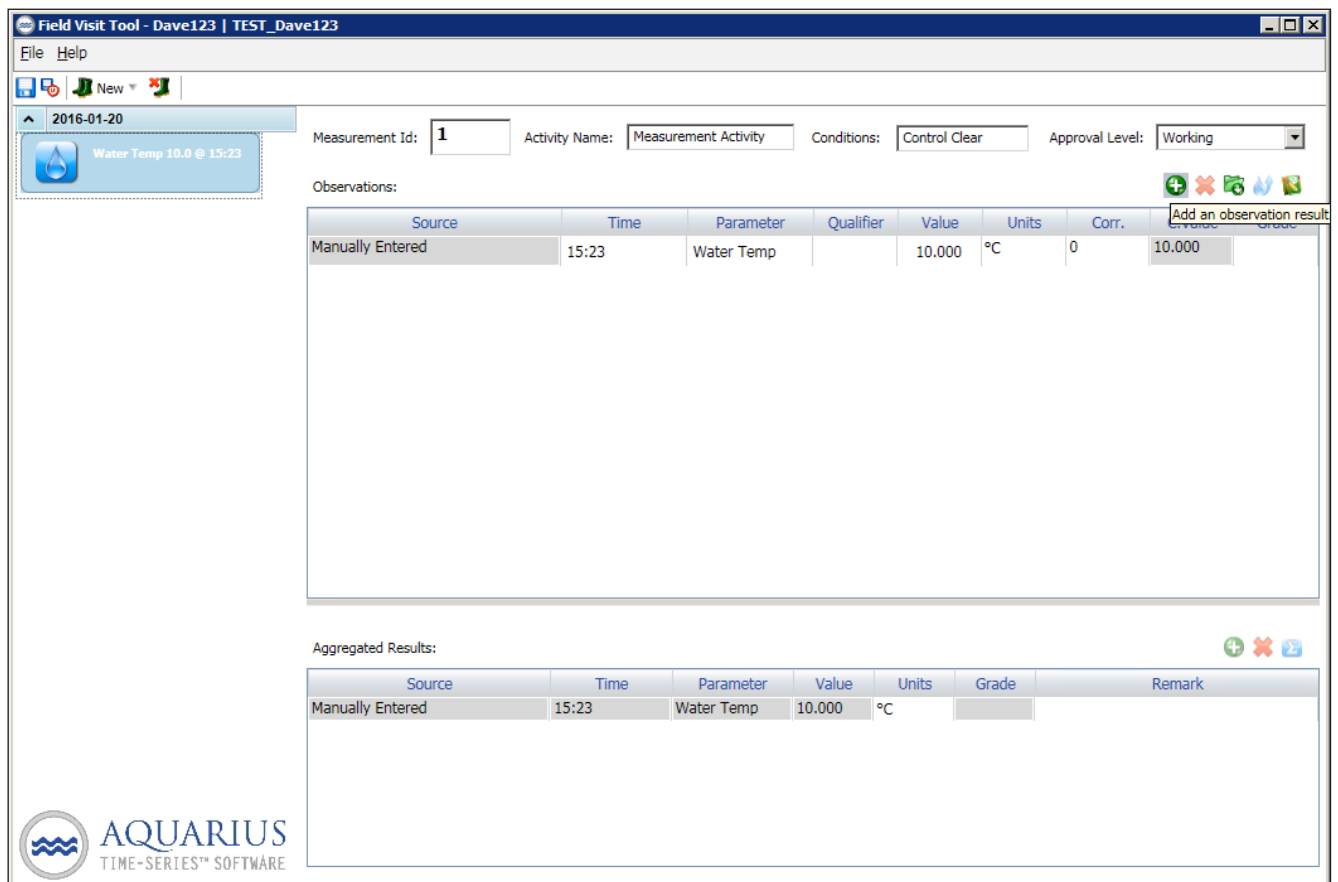 Field Visit Tool - Dave123 | TEST_Dave123
File Help
New
2016-01-20
Water Temp 10.0 @ 15:23
Measurement Id: 1 Activity Name: Measurement Activity Conditions: Control Clear Approval Level: Working
Observations:
Add an observation result
Source Time Parameter Qualifier Value Units Corr. C.Value Grade
Manually Entered 15:23 Water Temp 10.000 °C 0 10.000
Aggregated Results:
Source Time Parameter Value Units Grade Remark
Manually Entered 15:23 Water Temp 10.000 °C
AQUARIUS
TIME-SERIES™ SOFTWARE